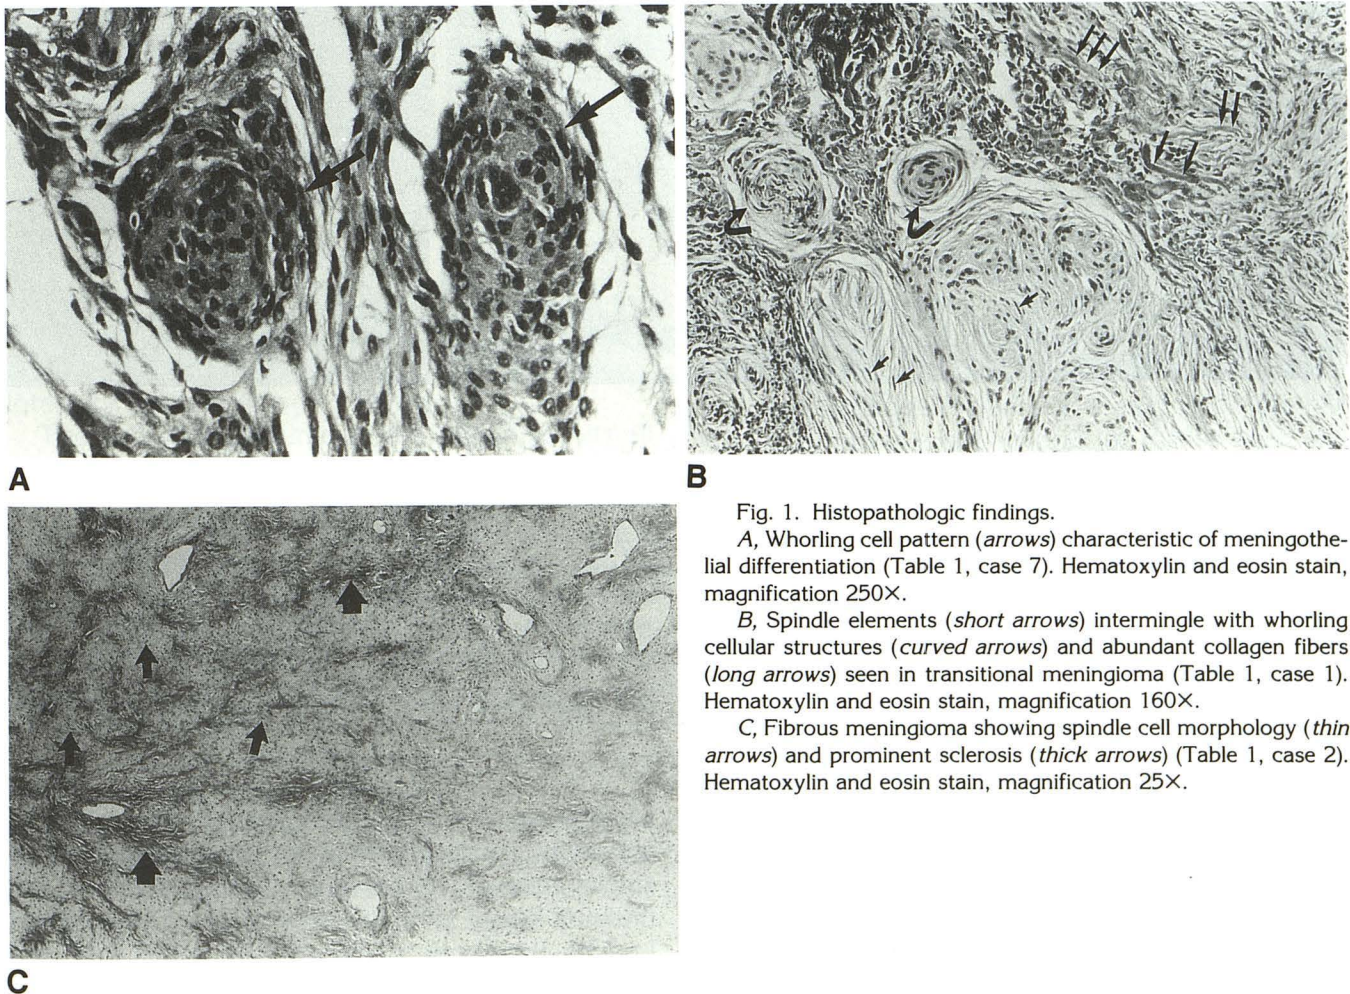 A
B
Fig. 1. Histopathologic findings.
A, Whorling cell pattern (arrows) characteristic of meningothe-
lial differentiation (Table 1, case 7). Hematoxylin and eosin stain,
magnification 250×.
B, Spindle elements (short arrows) intermingle with whorling
cellular structures (curved arrows) and abundant collagen fibers
(long arrows) seen in transitional meningioma (Table 1, case 1).
Hematoxylin and eosin stain, magnification 160×.
C, Fibrous meningioma showing spindle cell morphology (thin
arrows) and prominent sclerosis (thick arrows) (Table 1, case 2).
Hematoxylin and eosin stain, magnification 25×.
C